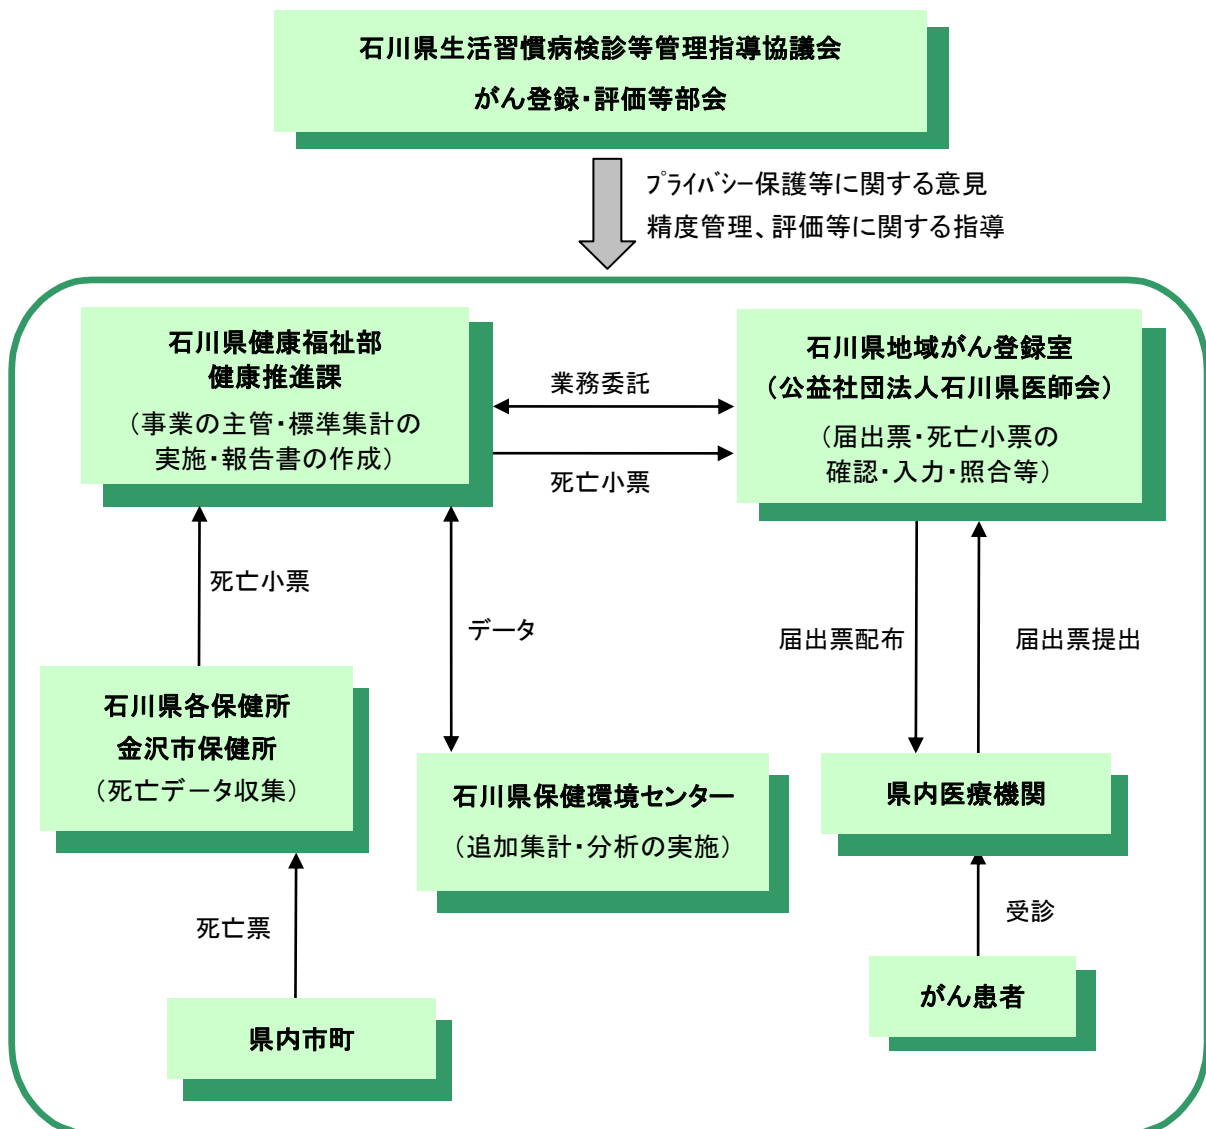 石川県生活習慣病検診等管理指導協議会
がん登録・評価等部会
プライバシー保護等に関する意見
精度管理、評価等に関する指導
石川県健康福祉部
健康推進課
（事業の主管・標準集計の
実施・報告書の作成）
業務委託
死亡小票
石川県地域がん登録室
（公益社団法人石川県医師会）
（届出票・死亡小票の
確認・入力・照合等）
死亡小票
データ
届出票配布
届出票提出
石川県各保健所
金沢市保健所
（死亡データ収集）
石川県保健環境センター
（追加集計・分析の実施）
県内医療機関
死亡票
受診
県内市町
がん患者